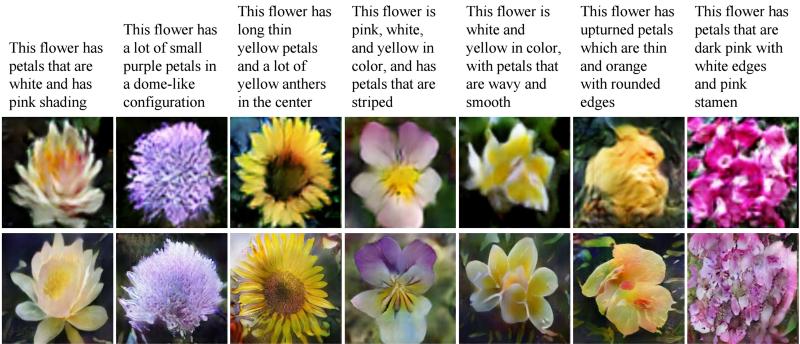 This flower has
petals that are
white and has
pink shading
This flower has
a lot of small
purple petals in
a dome-like
configuration
This flower has
long thin
yellow petals
and a lot of
yellow anthers
in the center
This flower is
pink, white,
and yellow in
color, and has
petals that are
striped
This flower is
white and
yellow in color,
with petals that
are wavy and
smooth
This flower has
upturned petals
which are thin
and orange
with rounded
edges
This flower has
petals that are
dark pink with
white edges
and pink
stamen